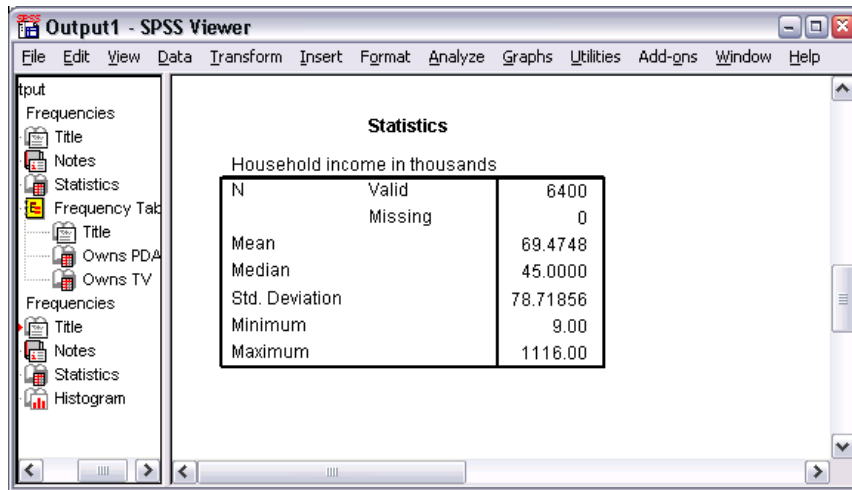 Output1 - SPSS Viewer
File Edit View Data Transform Insert Format Analyze Graphs Utilities Add-ons Window Help
tput
Frequencies
Title
Notes
Statistics
Frequency Tab
Title
Owns PDA
Owns TV
Frequencies
Title
Notes
Statistics
Histogram
Statistics
Household income in thousands
N Valid 6400
Missing 0
Mean 69.4748
Median 45.0000
Std. Deviation 78.71856
Minimum 9.00
Maximum 1116.00